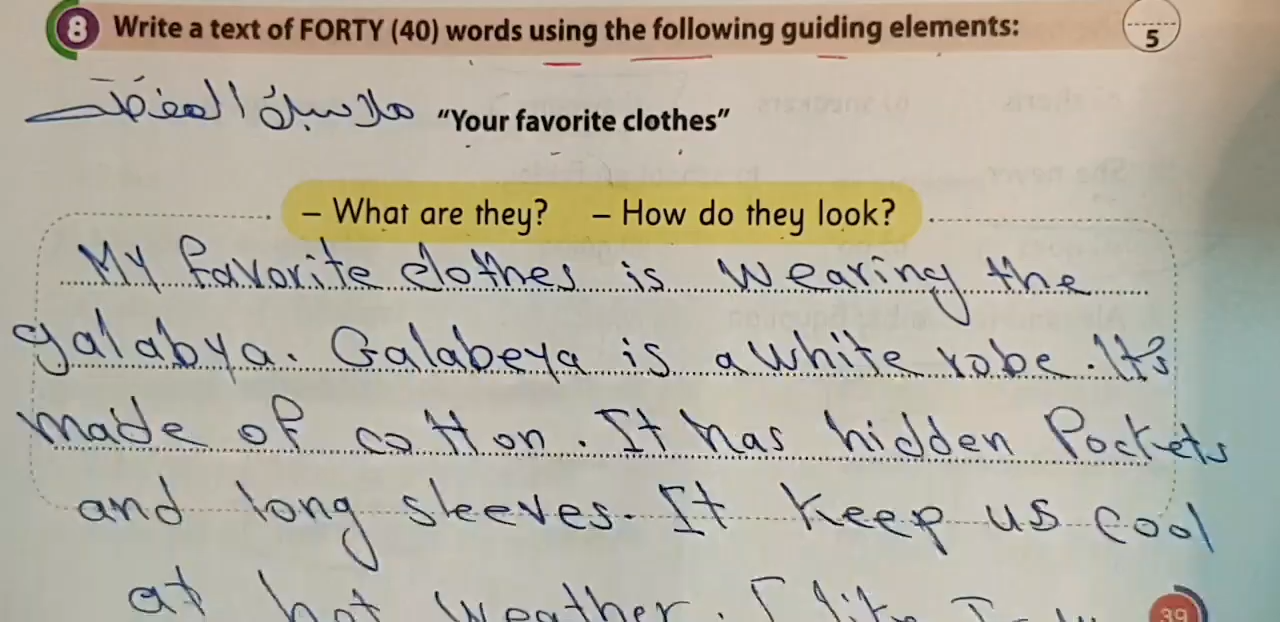 8 Write a text of FORTY (40) words using the following guiding elements:
5
ملابسك المفضلة "Your favorite clothes"
– What are they? – How do they look?
My favorite clothes is wearing the
galabya. Galabeya is a white robe. It's
made of cotton. It has hidden Pockets
and long sleeves. It keep us cool
at hot weather. I like
39